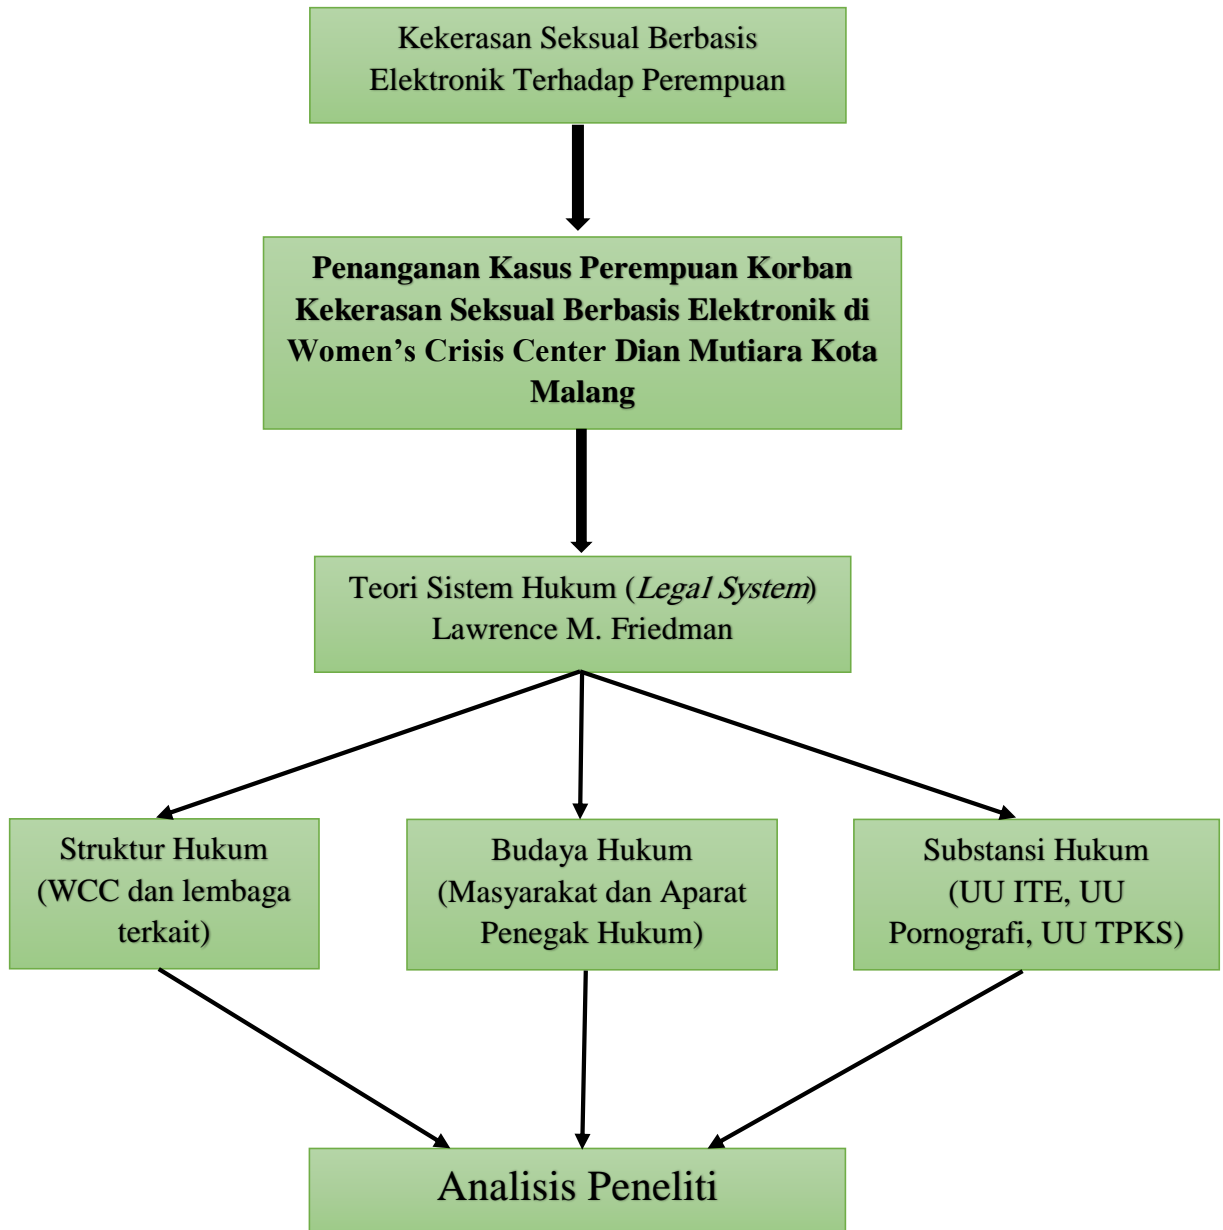 Kekerasan Seksual Berbasis
Elektronik Terhadap Perempuan
Penanganan Kasus Perempuan Korban
Kekerasan Seksual Berbasis Elektronik di
Women’s Crisis Center Dian Mutiara Kota
Malang
Teori Sistem Hukum (Legal System)
Lawrence M. Friedman
Struktur Hukum
(WCC dan lembaga
terkait)
Budaya Hukum
(Masyarakat dan Aparat
Penegak Hukum)
Substansi Hukum
(UU ITE, UU
Pornografi, UU TPKS)
Analisis Peneliti